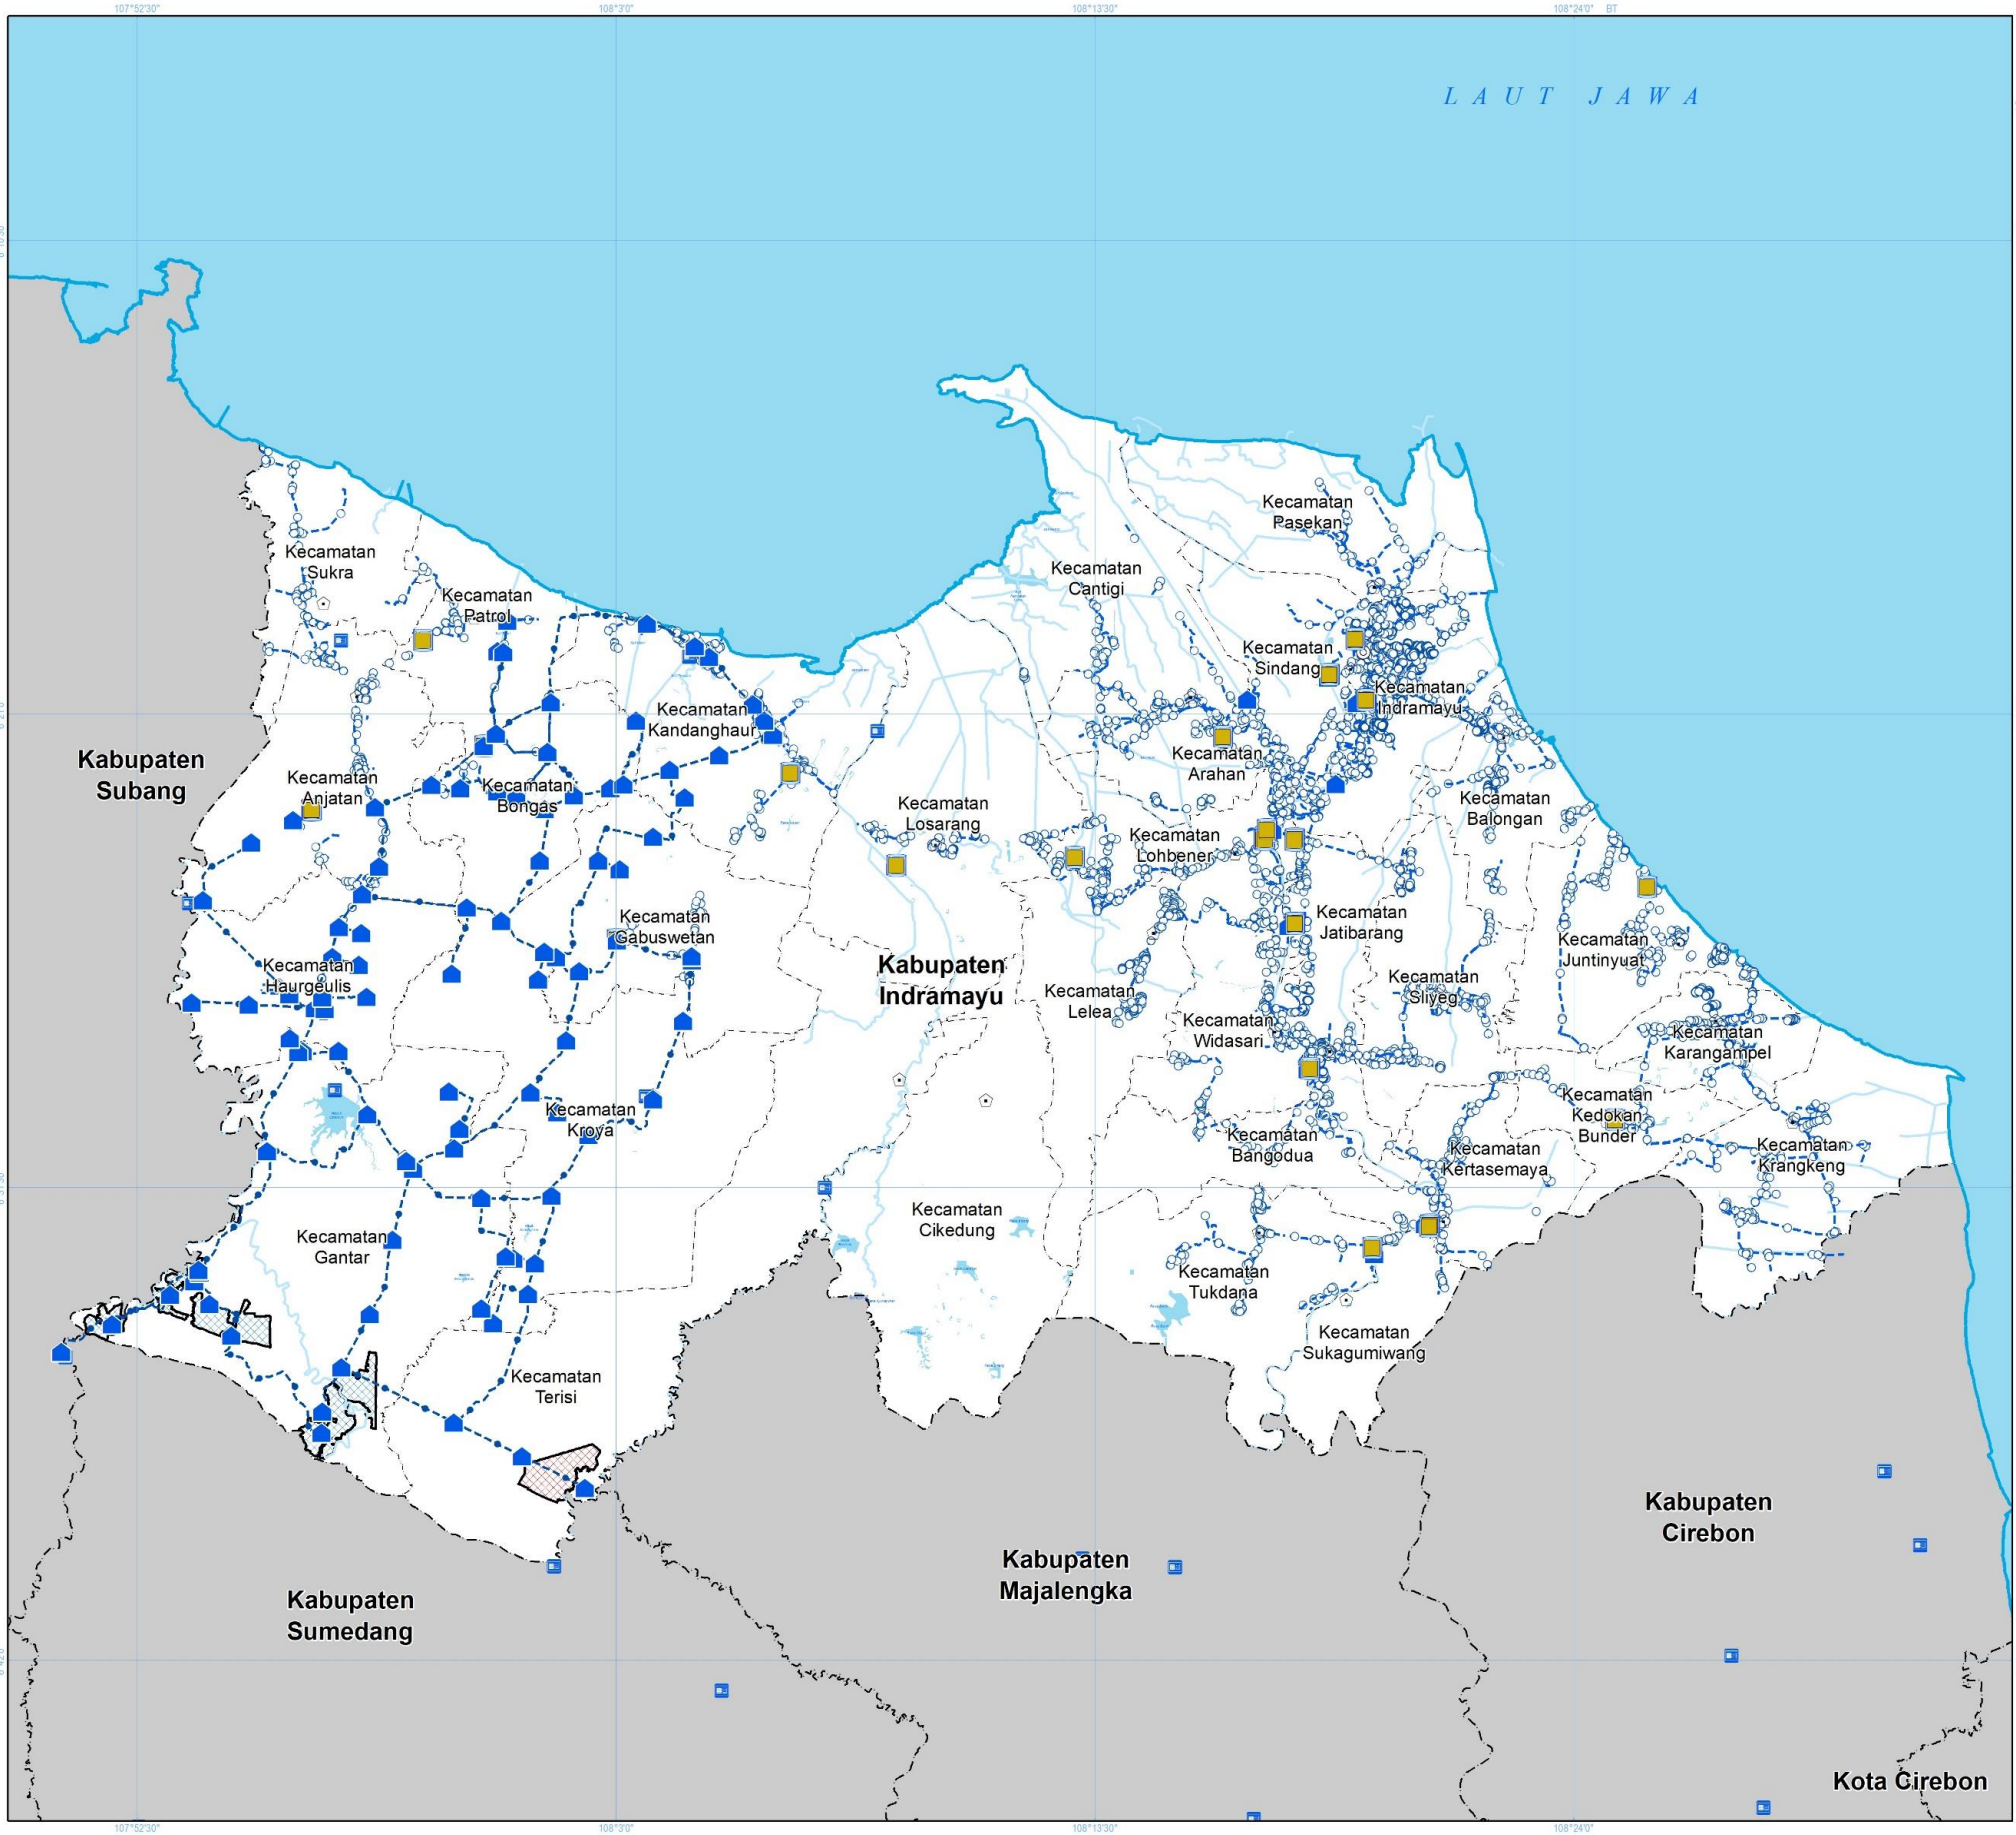 107°52'30"
108°3'0"
108°13'30"
108°24'0" BT
LAUT JAWA
Kecamatan
Pasekan
Kecamatan
Sukra
Kecamatan
Cantigi
Kecamatan
Patrol
Kecamatan
Sindang
Kecamatan
Indramayu
Kecamatan
Kandanghaur
Kabupaten
Subang
Kecamatan
Arahan
Kecamatan
Anjatan
Kecamatan
Bongas
Kecamatan
Balongan
Kecamatan
Losarang
Kecamatan
Lohbener
Kecamatan
Gabuswetan
Kecamatan
Jatibarang
Kecamatan
Juntinyuat
Kabupaten
Indramayu
Kecamatan
Haurgeulis
Kecamatan
Sliyeg
Kecamatan
Lelea
Kecamatan
Widasari
Kecamatan
Karangampel
Kecamatan
Kroya
Kecamatan
Kedokan
Bunder
Kecamatan
Bangodua
Kecamatan
Kertasemaya
Kecamatan
Krangkeng
Kecamatan
Cikedung
Kecamatan
Gantar
Kecamatan
Tukdana
Kecamatan
Sukagumiwang
Kecamatan
Terisi
Kabupaten
Cirebon
Kabupaten
Majalengka
Kabupaten
Sumedang
Kota Cirebon
107°52'30"
108°3'0"
108°13'30"
108°24'0"